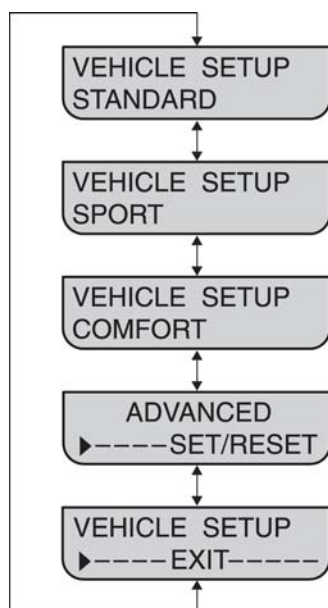 VEHICLE SETUP
STANDARD
VEHICLE SETUP
SPORT
VEHICLE SETUP
COMFORT
ADVANCED
▶----SET/RESET
VEHICLE SETUP
▶----EXIT-----